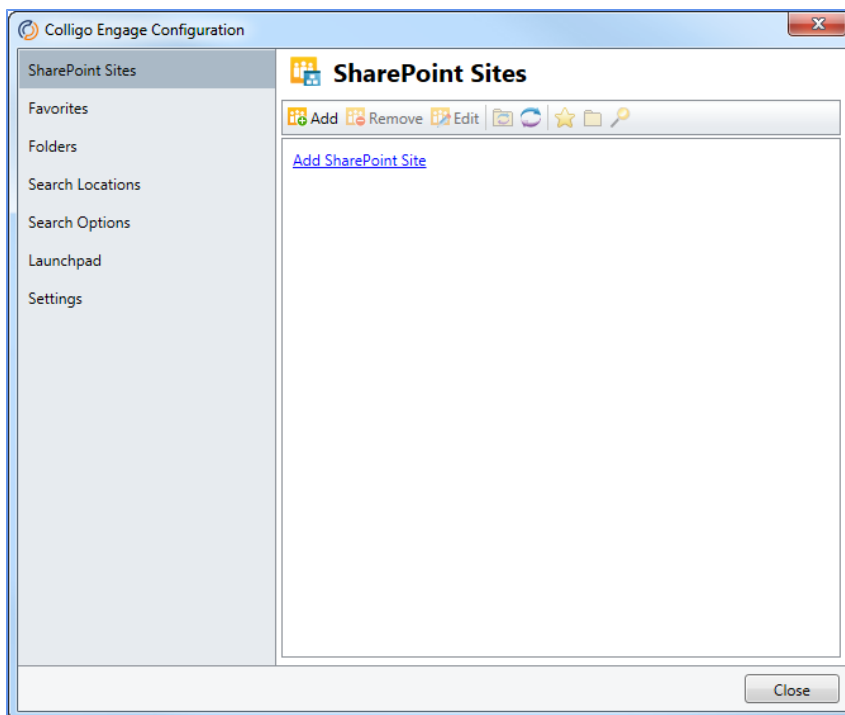 Colligo Engage Configuration
SharePoint Sites
Favorites
Folders
Search Locations
Search Options
Launchpad
Settings
SharePoint Sites
Add Remove Edit
Add SharePoint Site
Close